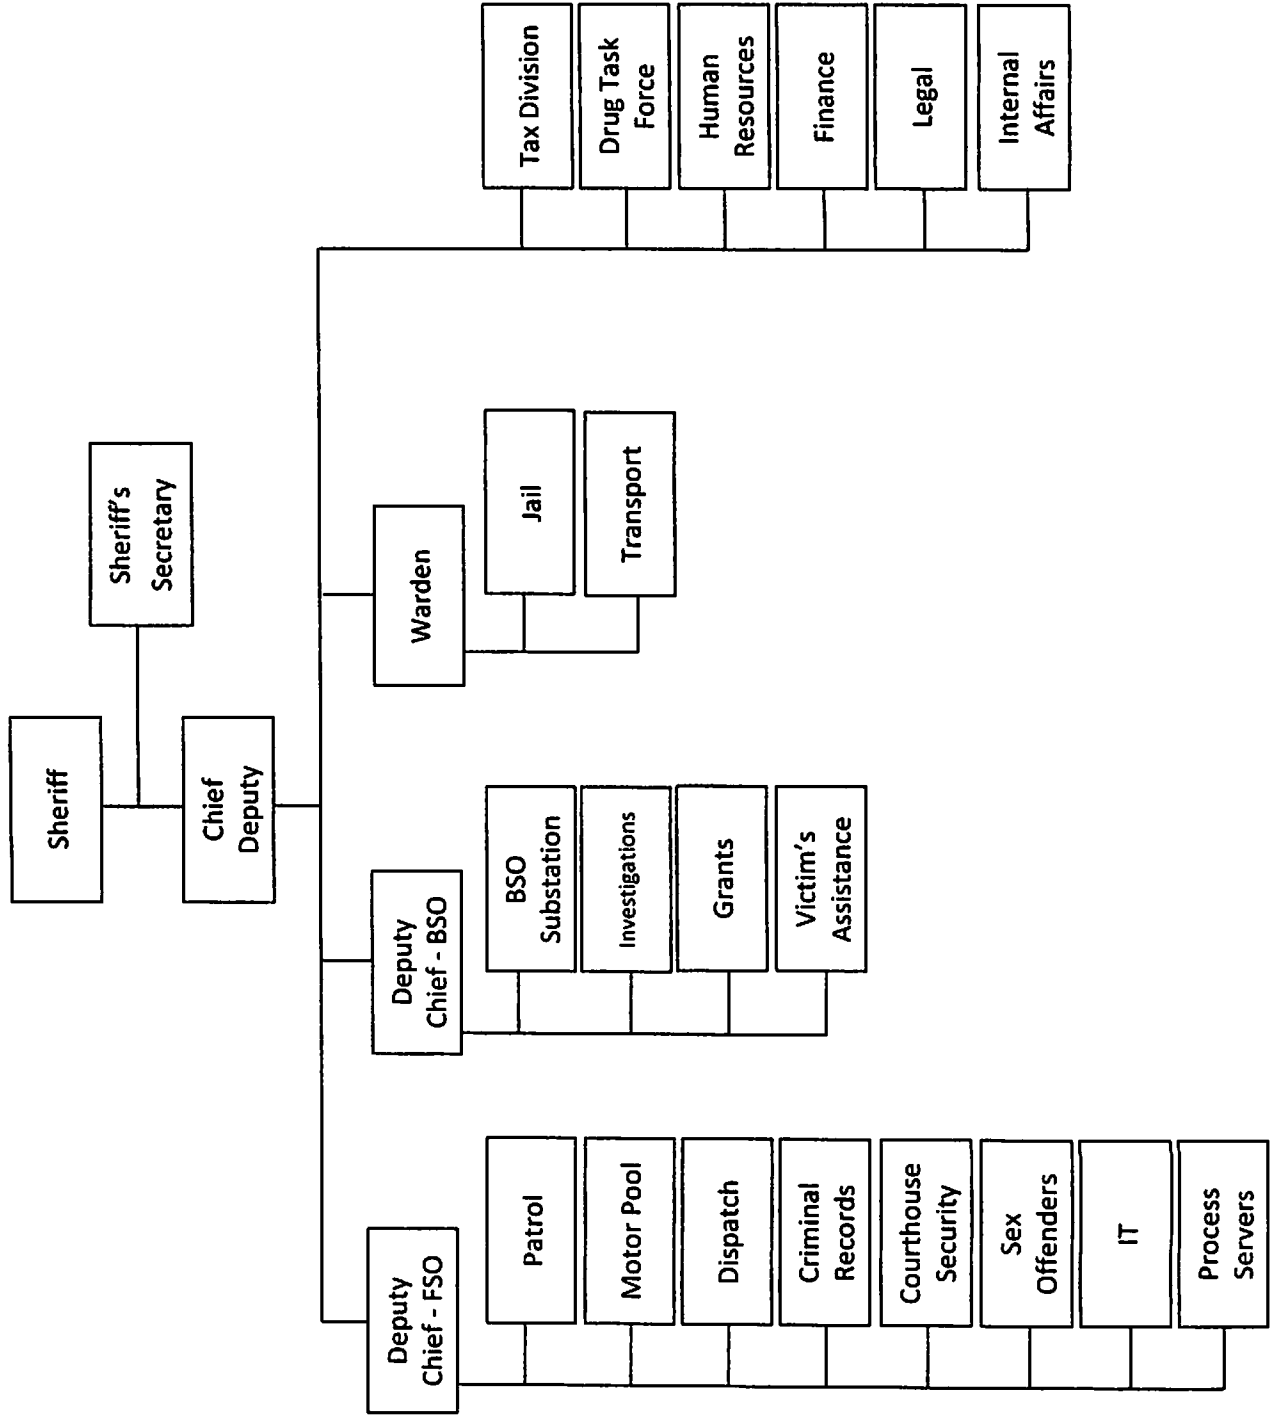 Sheriff
Sheriff's
Secretary
Chief
Deputy
Deputy
Chief - FSO
Patrol
Motor Pool
Dispatch
Criminal
Records
Courthouse
Security
Sex
Offenders
IT
Process
Servers
Deputy
Chief - BSO
BSO
Substation
Investigations
Grants
Victim's
Assistance
Warden
Jail
Transport
Tax Division
Drug Task
Force
Human
Resources
Finance
Legal
Internal
Affairs